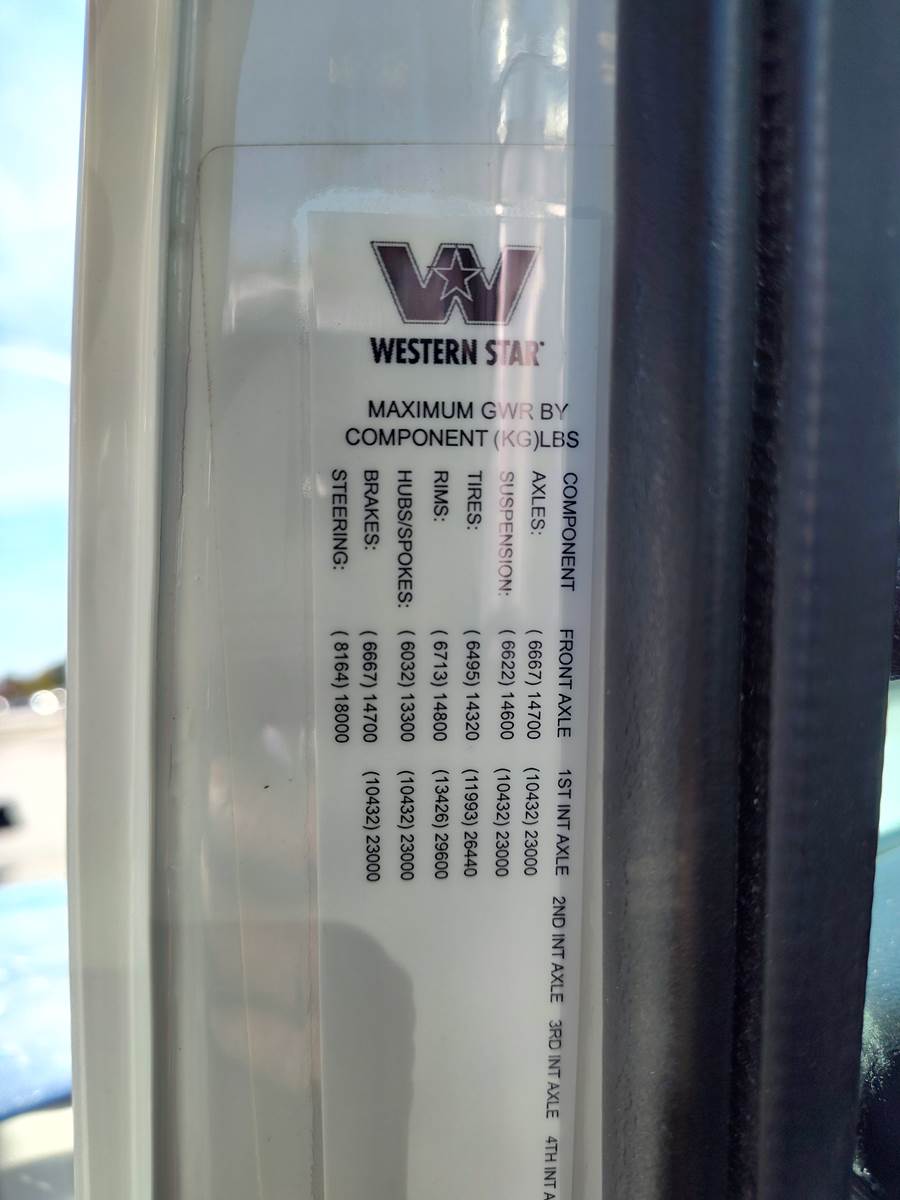 WESTERN STAR
MAXIMUM GWR BY
COMPONENT (KG)LBS
COMPONENT FRONT AXLE 1ST INT AXLE 2ND INT AXLE 3RD INT AXLE 4TH INT A
AXLES: ( 6667) 14700 (10432) 23000
SUSPENSION: ( 6622) 14600 (10432) 23000
TIRES: ( 6495) 14320 (11993) 26440
RIMS: ( 6713) 14800 (13426) 29600
HUBS/SPOKES: ( 6032) 13300 (10432) 23000
BRAKES: ( 6667) 14700 (10432) 23000
STEERING: ( 8164) 18000